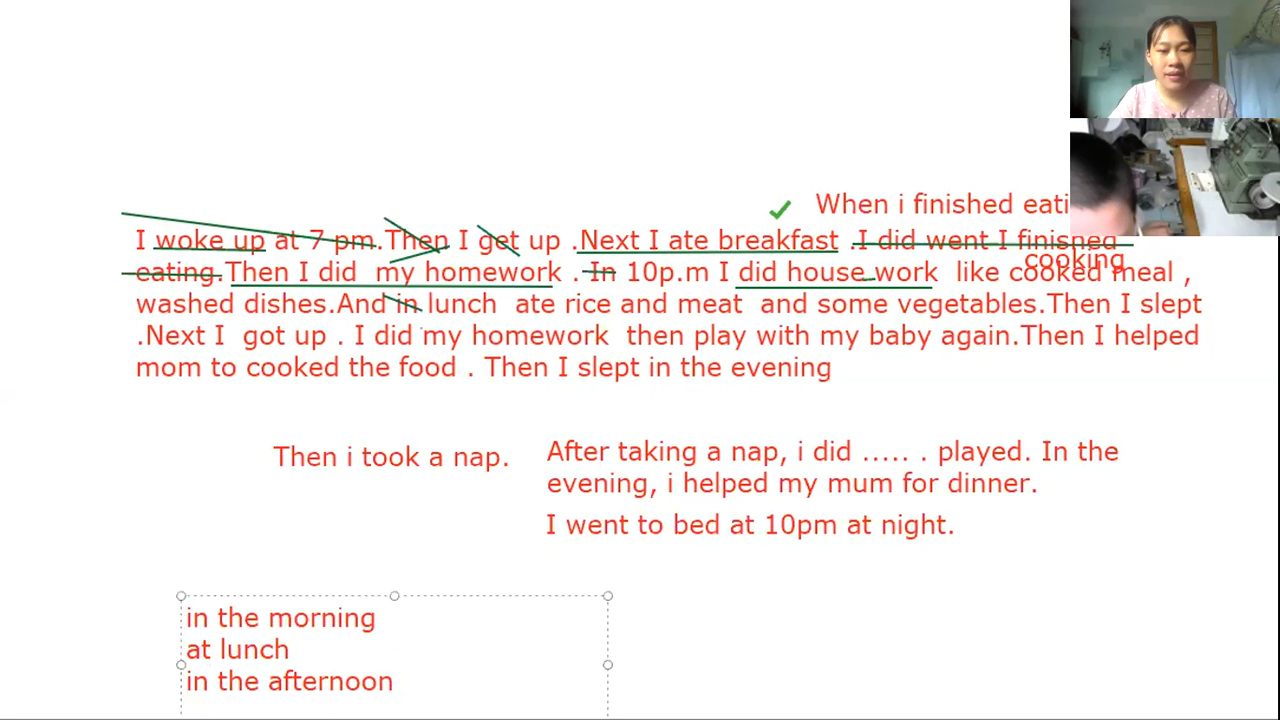 When i finished eati
I woke up at 7 pm.Then I get up .Next I ate breakfast .I did went I finished
eating.Then I did my homework . In 10p.m I did house work like cooked meal ,
cooking
washed dishes.And in lunch ate rice and meat and some vegetables.Then I slept
.Next I got up . I did my homework then play with my baby again.Then I helped
mom to cooked the food . Then I slept in the evening
Then i took a nap.
After taking a nap, i did ..... . played. In the
evening, i helped my mum for dinner.
I went to bed at 10pm at night.
in the morning
at lunch
in the afternoon